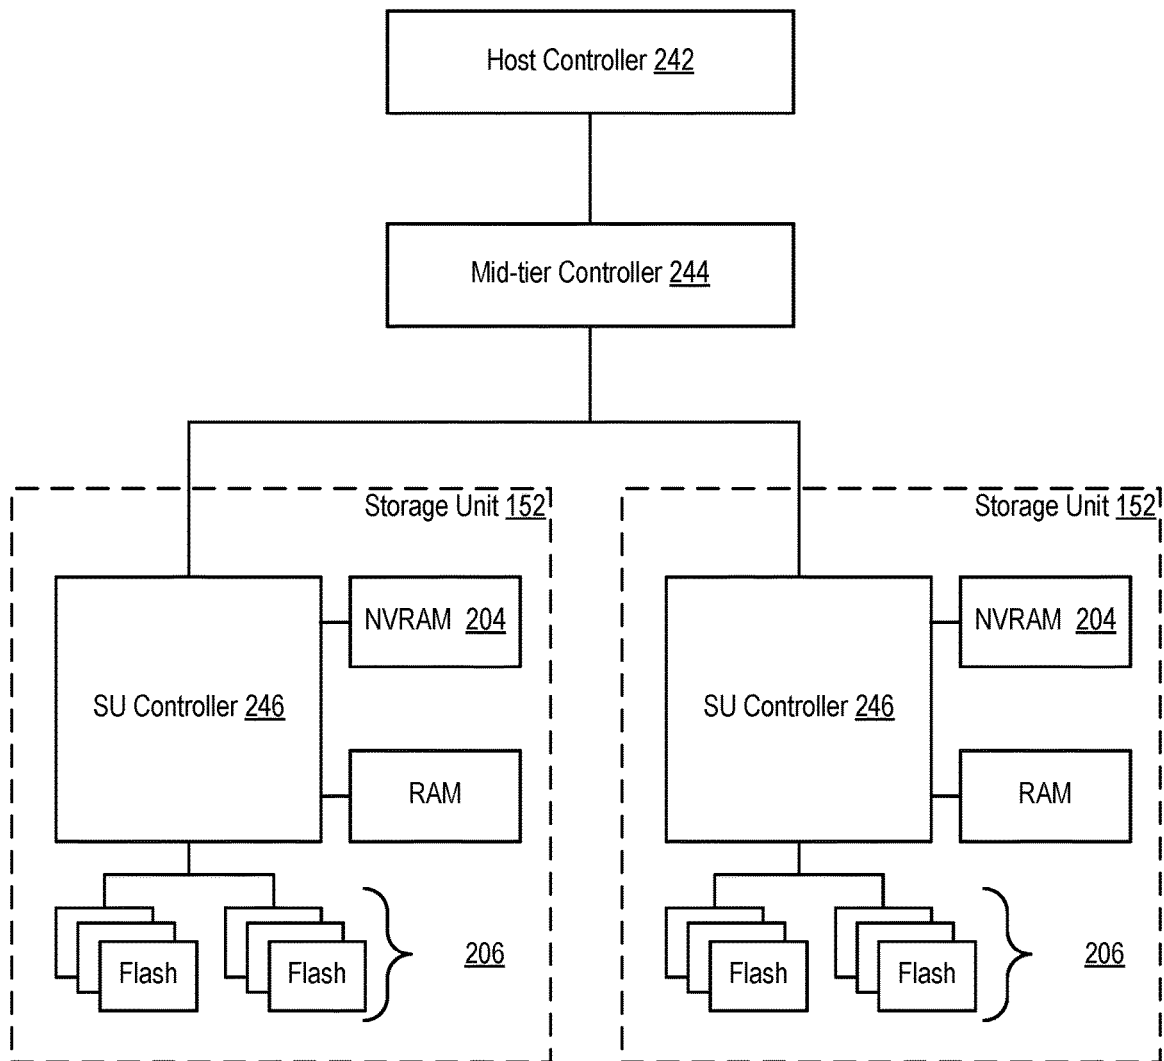 Host Controller 242
Mid-tier Controller 244
Storage Unit 152
Storage Unit 152
NVRAM 204
NVRAM 204
SU Controller 246
SU Controller 246
RAM
RAM
Flash
Flash
206
Flash
Flash
206